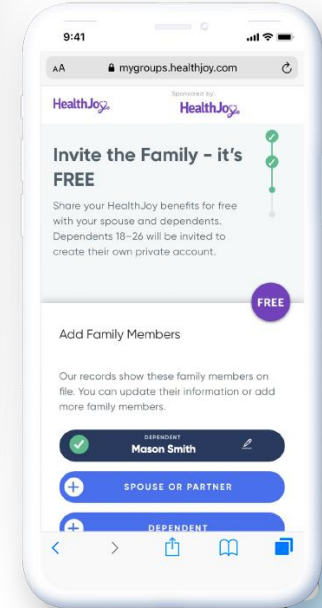 9:41
AA mygroups.healthjoy.com
Sponsored by:
HealthJoy HealthJoy
Invite the Family - it's
FREE
Share your HealthJoy benefits for free
with your spouse and dependents.
Dependents 18-26 will be invited to
create their own private account.
FREE
Add Family Members
Our records show these family members on
file. You can update their information or add
more family members.
DEPENDENT
Mason Smith
SPOUSE OR PARTNER
DEPENDENT